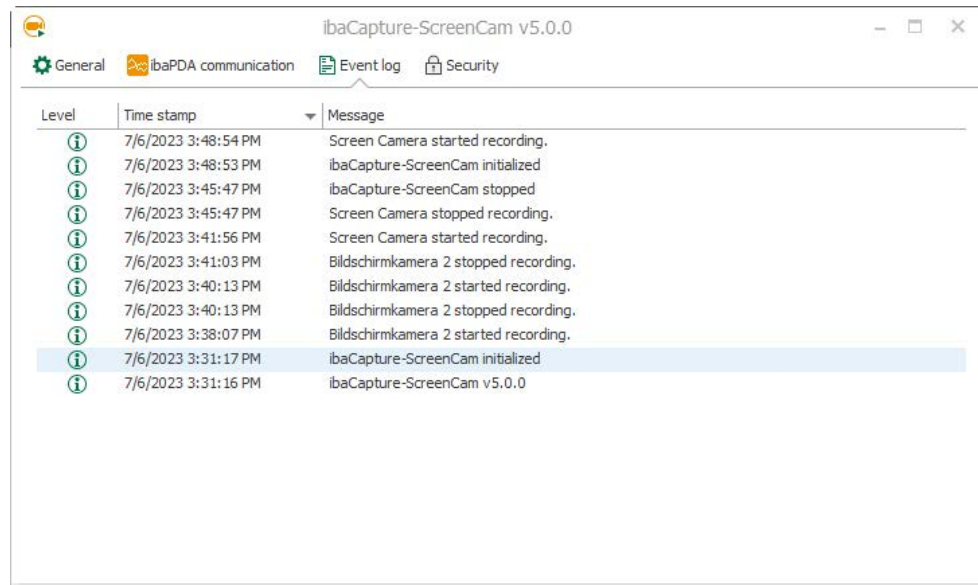 ibaCapture-ScreenCam v5.0.0
General ibaPDA communication Event log Security
Level Time stamp Message
7/6/2023 3:48:54 PM Screen Camera started recording.
7/6/2023 3:48:53 PM ibaCapture-ScreenCam initialized
7/6/2023 3:45:47 PM ibaCapture-ScreenCam stopped
7/6/2023 3:45:47 PM Screen Camera stopped recording.
7/6/2023 3:41:56 PM Screen Camera started recording.
7/6/2023 3:41:03 PM Bildschirmkamera 2 stopped recording.
7/6/2023 3:40:13 PM Bildschirmkamera 2 started recording.
7/6/2023 3:40:13 PM Bildschirmkamera 2 stopped recording.
7/6/2023 3:38:07 PM Bildschirmkamera 2 started recording.
7/6/2023 3:31:17 PM ibaCapture-ScreenCam initialized
7/6/2023 3:31:16 PM ibaCapture-ScreenCam v5.0.0